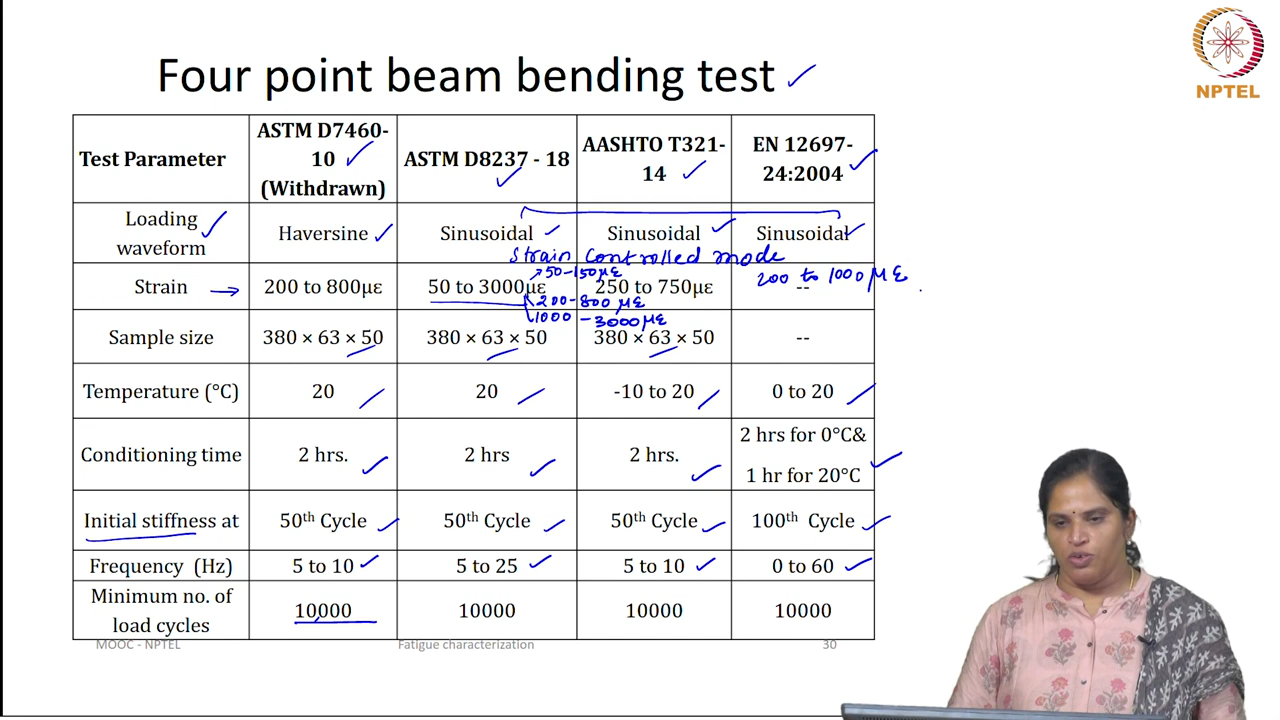 Four point beam bending test
NPTEL
Test Parameter
ASTM D7460-
10
(Withdrawn)
ASTM D8237 - 18
AASHTO T321-
14
EN 12697-
24:2004
Loading
waveform
Haversine
Sinusoidal
Sinusoidal
Sinusoidal
Strain controlled mode
Strain
200 to 800με
50 to 3000με
50-150με
200-800 με
1000 - 3000με
250 to 750με
--
200 to 1000 με
Sample size
380 × 63 × 50
380 × 63 × 50
380 × 63 × 50
--
Temperature (°C)
20
20
-10 to 20
0 to 20
Conditioning time
2 hrs.
2 hrs
2 hrs.
2 hrs for 0°C&
1 hr for 20°C
Initial stiffness at
50th Cycle
50th Cycle
50th Cycle
100th Cycle
Frequency (Hz)
5 to 10
5 to 25
5 to 10
0 to 60
Minimum no. of
load cycles
10000
10000
10000
10000
MOOC - NPTEL
Fatigue characterization
30